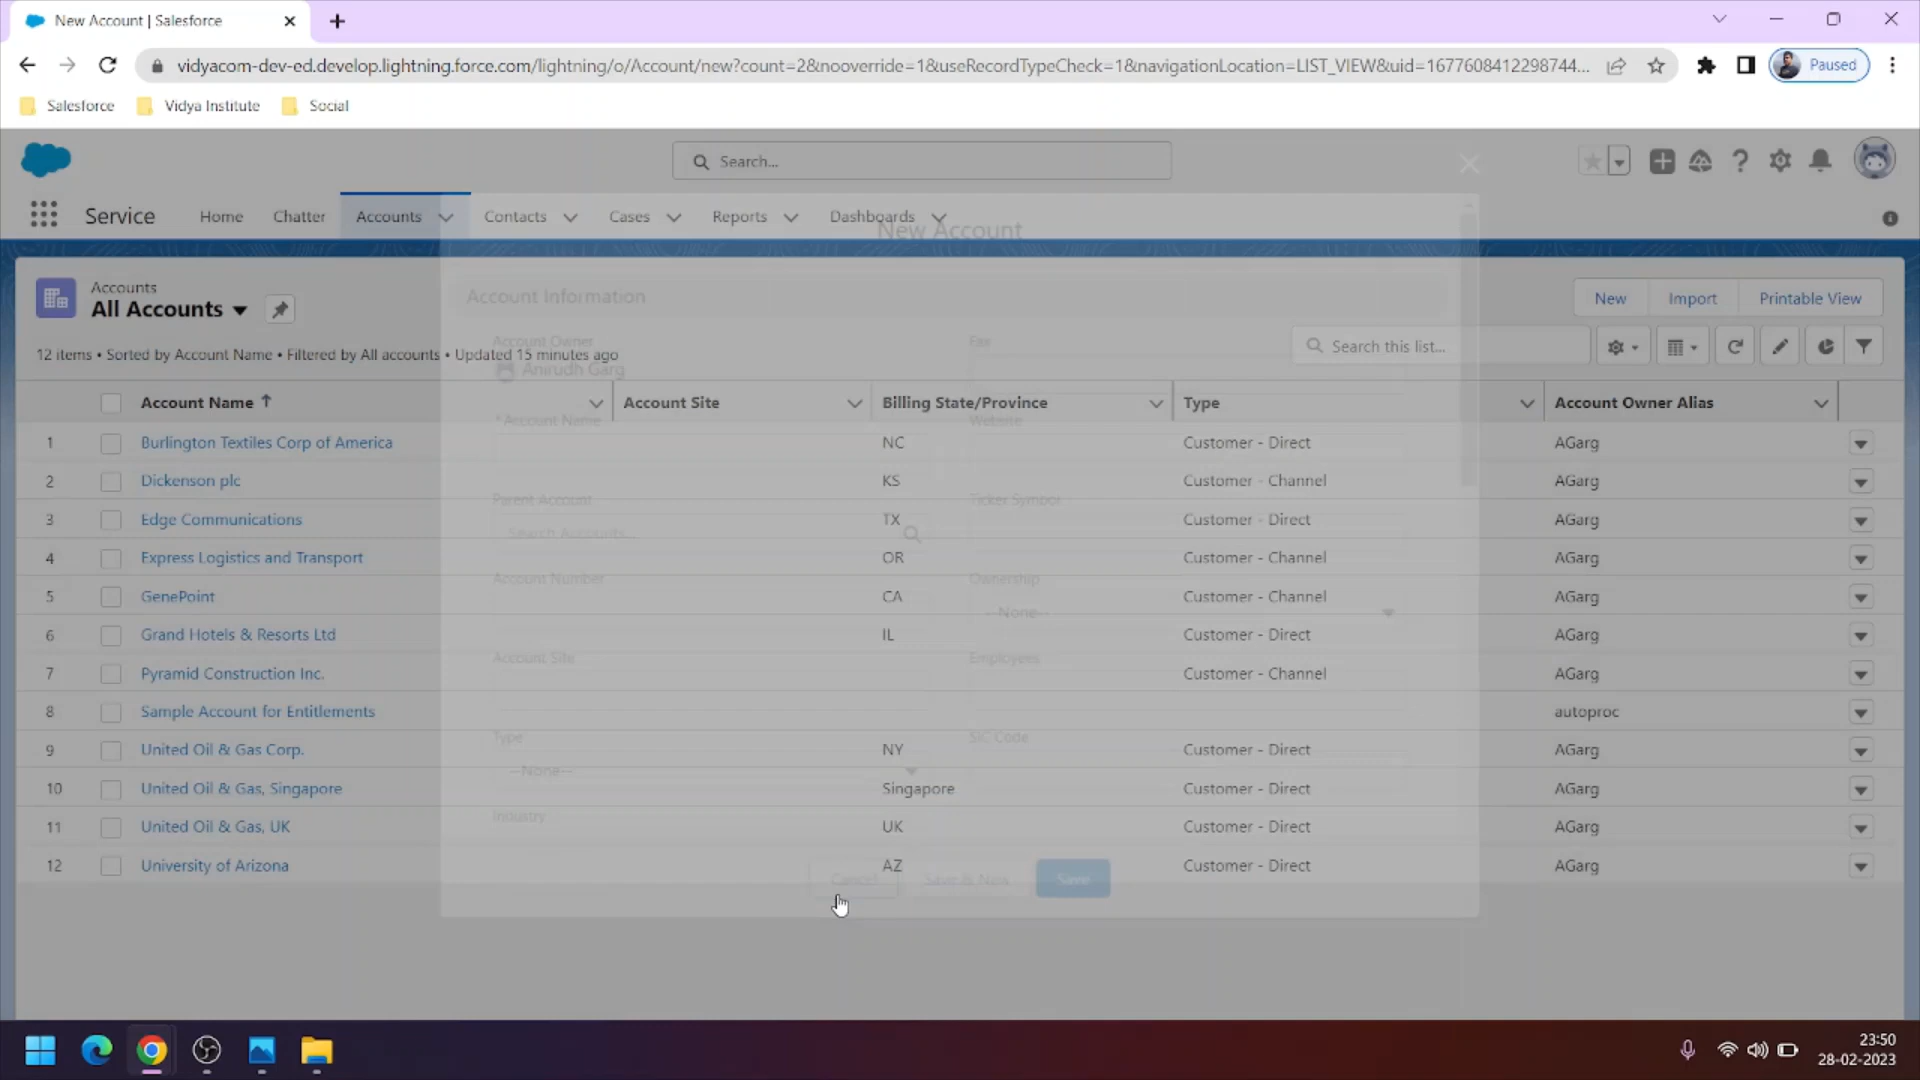 New Account | Salesforce
vidyacom-dev-ed.develop.lightning.force.com/lightning/o/Account/new?count=2&nooverride=1&useRecordTypeCheck=1&navigationLocation=LIST_VIEW&uid=1677608412298744...
Paused
Salesforce
Vidya Institute
Social
Search...
Service
Home
Chatter
Accounts
Contacts
Cases
Reports
Dashboards
New Account
Accounts
All Accounts
New
Import
Printable View
Account Information
12 items • Sorted by Account Name • Filtered by All accounts • Updated 15 minutes ago
Search this list...
Account Owner
Fax
Anirudh Garg
Account Name
Account Site
Billing State/Province
Type
Account Owner Alias
* Account Name
Website
1 Burlington Textiles Corp of America NC Customer - Direct AGarg
2 Dickenson plc KS Customer - Channel AGarg
Parent Account
Ticker Symbol
3 Edge Communications TX Customer - Direct AGarg
Search Accounts...
4 Express Logistics and Transport OR Customer - Channel AGarg
Account Number
Ownership
5 GenePoint CA Customer - Channel AGarg
--None--
6 Grand Hotels & Resorts Ltd IL Customer - Direct AGarg
Account Site
Employees
7 Pyramid Construction Inc. Customer - Channel AGarg
8 Sample Account for Entitlements autoproc
Type
SIC Code
9 United Oil & Gas Corp. NY Customer - Direct AGarg
--None--
10 United Oil & Gas, Singapore Singapore Customer - Direct AGarg
Industry
11 United Oil & Gas, UK UK Customer - Direct AGarg
12 University of Arizona AZ Customer - Direct AGarg
Cancel
Save & New
Save
23:50
28-02-2023